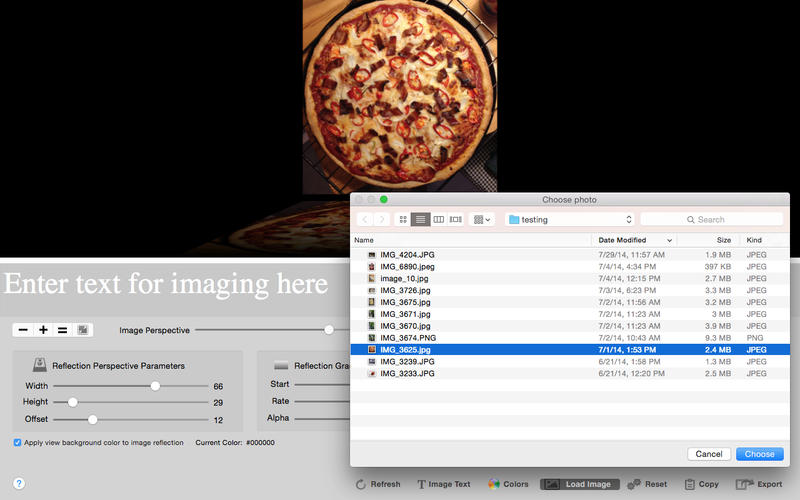 Choose photo
testing
Search
Name Date Modified Size Kind
IMG_4204.JPG 7/29/14, 11:57 AM 1.9 MB JPEG
IMG_6890.jpeg 7/4/14, 4:34 PM 397 KB JPEG
image_10.jpg 7/4/14, 12:15 PM 2.7 MB JPEG
IMG_3726.jpg 7/3/14, 6:23 PM 3.3 MB JPEG
IMG_3675.jpg 7/2/14, 11:56 AM 3.2 MB JPEG
IMG_3671.jpg 7/2/14, 11:23 AM 3 MB JPEG
IMG_3670.jpg 7/2/14, 11:23 AM 3.9 MB JPEG
IMG_3674.PNG 7/2/14, 10:43 AM 9.3 MB PNG
IMG_3625.jpg 7/1/14, 1:53 PM 2.4 MB JPEG
IMG_3239.JPG 6/21/14, 1:58 PM 1.3 MB JPEG
IMG_3233.JPG 6/21/14, 12:20 PM 2.5 MB JPEG
Cancel Choose
Enter text for imaging here
Image Perspective
Reflection Perspective Parameters
Width 66
Height 29
Offset 12
Reflection Gra
Start
Rate
Alpha
Apply view background color to image reflection Current Color: #000000
? Refresh Image Text Colors Load Image Reset Copy Export